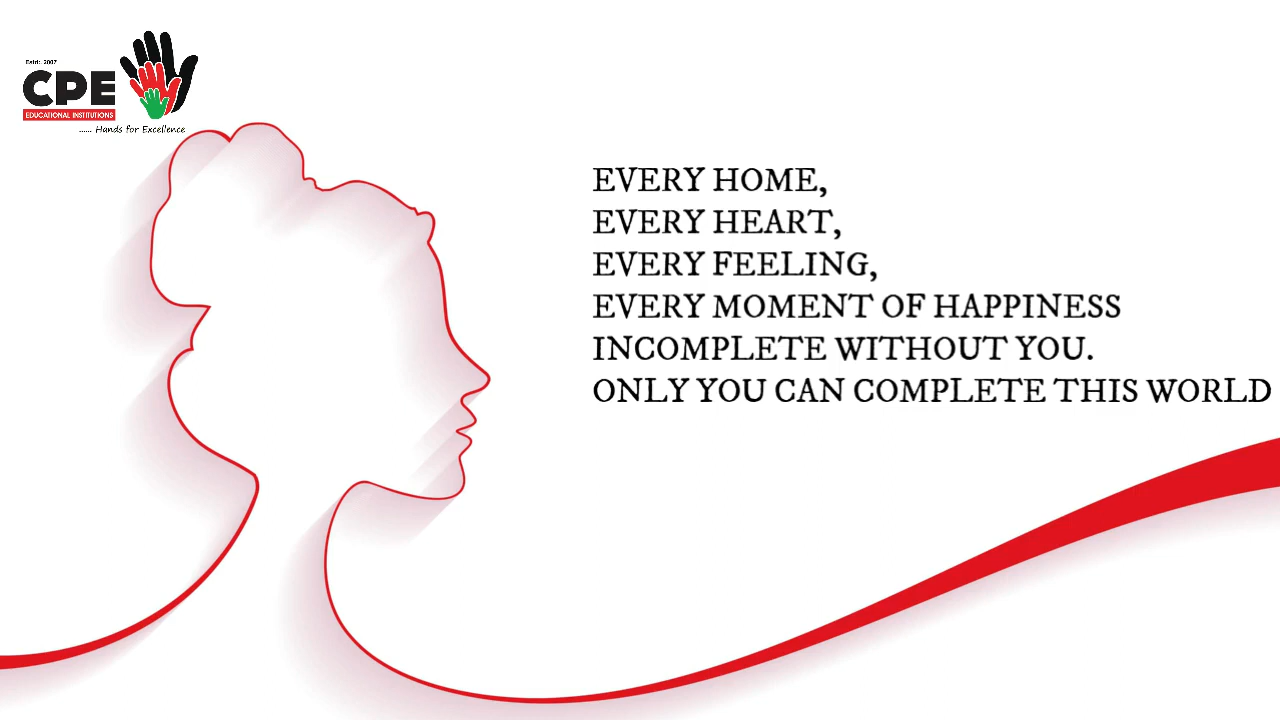 Estd:. 2007
CPE
EDUCATIONAL INSTITUTIONS
...... Hands for Excellence
EVERY HOME,
EVERY HEART,
EVERY FEELING,
EVERY MOMENT OF HAPPINESS
INCOMPLETE WITHOUT YOU.
ONLY YOU CAN COMPLETE THIS WORLD